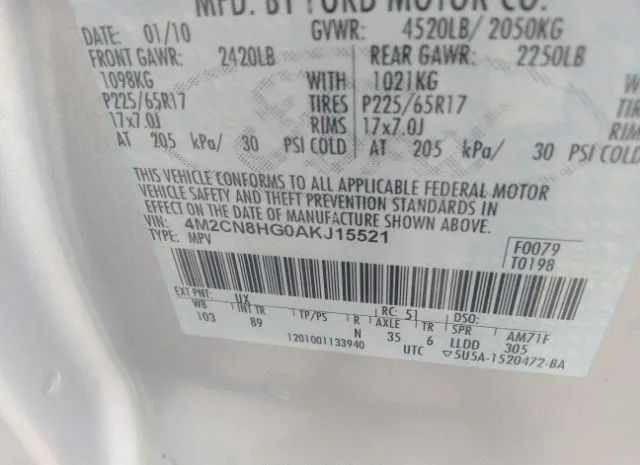 MFD. BY FORD MOTOR CO.
DATE: 01/10 GVWR: 4520LB/ 2050KG
FRONT GAWR: 2420LB REAR GAWR: 2250LB
1098KG WITH 1021KG
P225/65R17 TIRES P225/65R17
17x7.0J RIMS 17x7.0J
AT 205 kPa/ 30 PSI COLD AT 205 kPa/ 30 PSI COLD
THIS VEHICLE CONFORMS TO ALL APPLICABLE FEDERAL MOTOR
VEHICLE SAFETY AND THEFT PREVENTION STANDARDS IN
EFFECT ON THE DATE OF MANUFACTURE SHOWN ABOVE.
VIN: 4M2CN8HG0AKJ15521
TYPE: MPV
F0079
T0198
EXT PNT: UX RC: 51 DSO:
WB INT TR TP/PS R AXLE TR SPR AM71F
103 89 N 35 6 LLDD 305
1201001133940 UTC ▽5U5A-1520472-BA